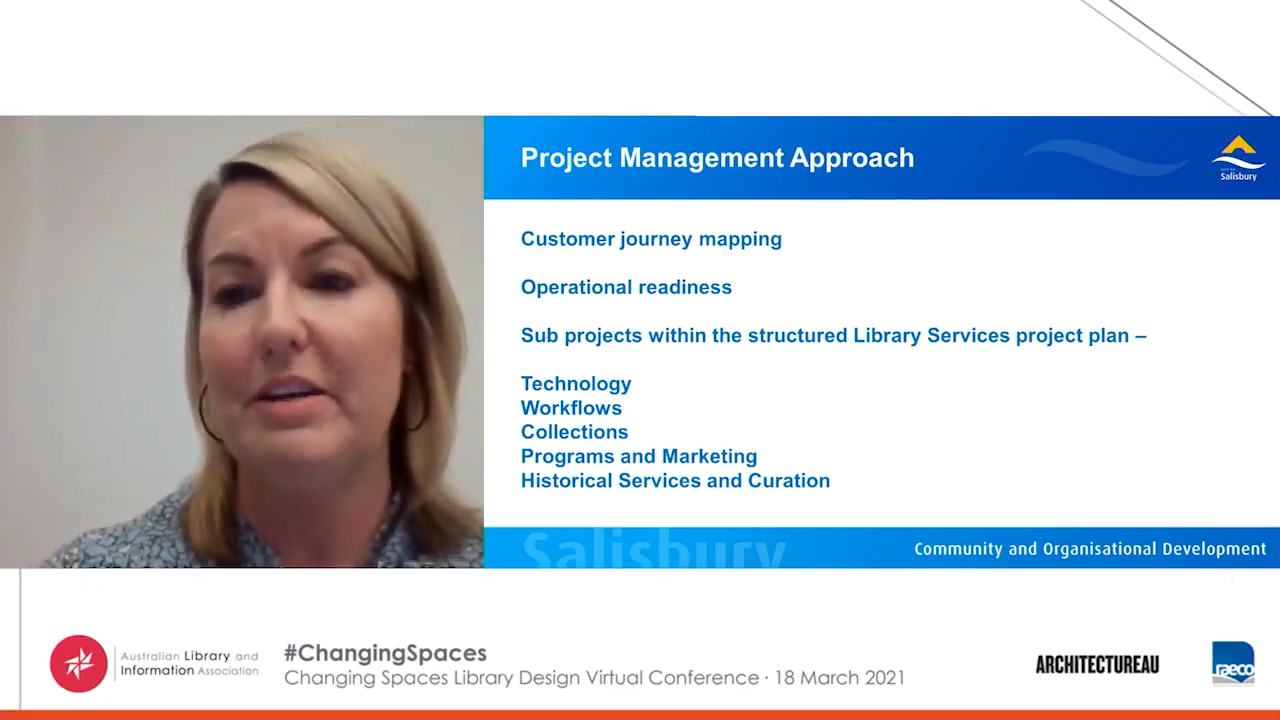 Project Management Approach
Salisbury
Customer journey mapping
Operational readiness
Sub projects within the structured Library Services project plan –
Technology
Workflows
Collections
Programs and Marketing
Historical Services and Curation
Salisbury
Community and Organisational Development
Australian Library and
Information Association
#ChangingSpaces
Changing Spaces Library Design Virtual Conference · 18 March 2021
ARCHITECTUREAU
raeco